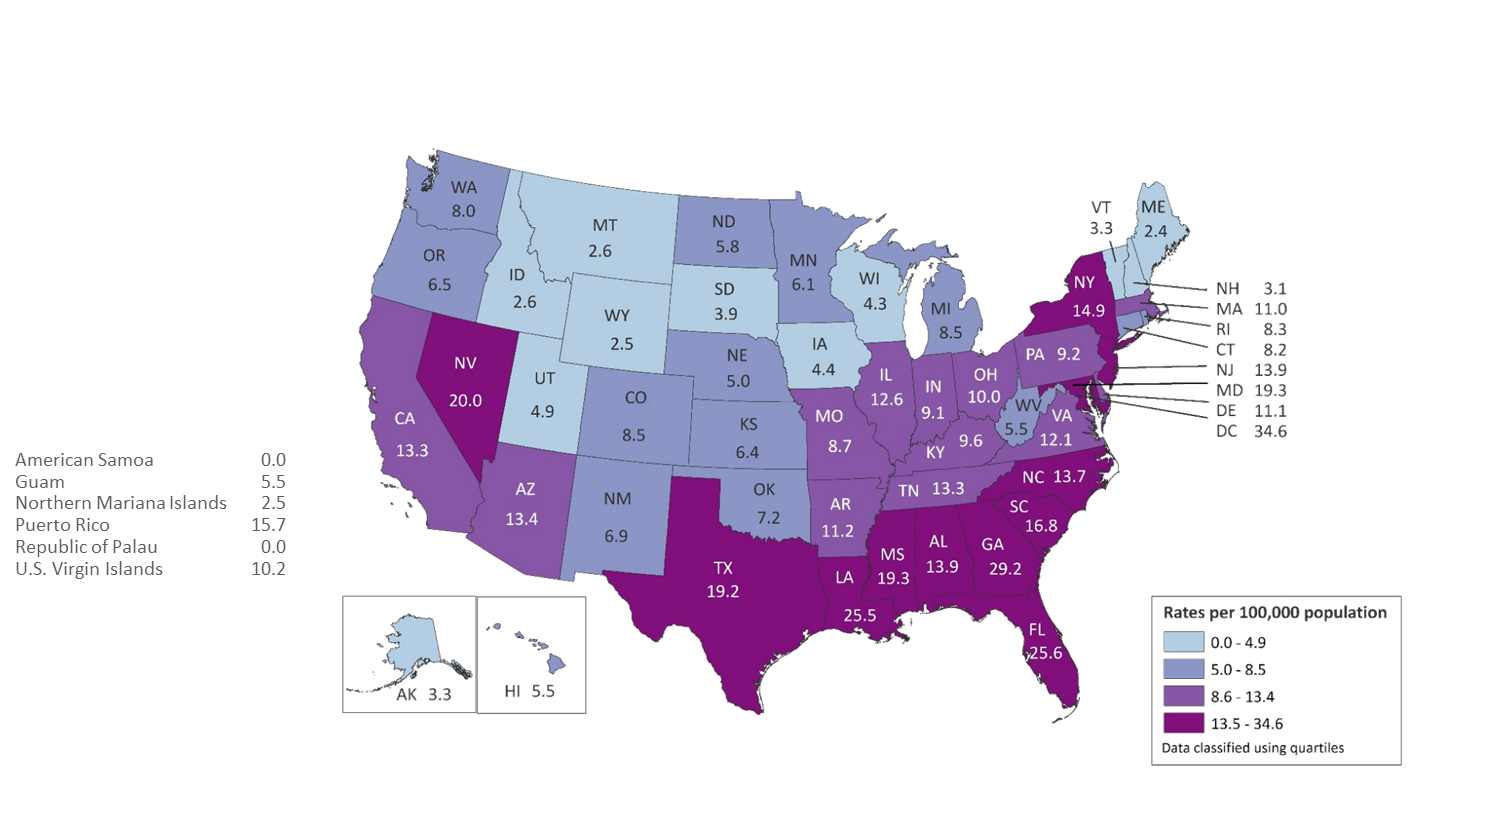 WA
8.0
OR
6.5
CA
13.3
NV
20.0
ID
2.6
MT
2.6
WY
2.5
UT
4.9
AZ
13.4
CO
8.5
NM
6.9
ND
5.8
SD
3.9
NE
5.0
KS
6.4
OK
7.2
TX
19.2
MN
6.1
IA
4.4
MO
8.7
AR
11.2
LA
25.5
WI
4.3
IL
12.6
MI
8.5
IN
9.1
OH
10.0
KY 9.6
TN 13.3
MS
19.3
AL
13.9
GA
29.2
FL
25.6
SC
16.8
NC 13.7
VA
12.1
WV
5.5
PA 9.2
NY
14.9
VT
3.3
ME
2.4
NH 3.1
MA 11.0
RI 8.3
CT 8.2
NJ 13.9
MD 19.3
DE 11.1
DC 34.6
American Samoa 0.0
Guam 5.5
Northern Mariana Islands 2.5
Puerto Rico 15.7
Republic of Palau 0.0
U.S. Virgin Islands 10.2
AK 3.3
HI 5.5
Rates per 100,000 population
0.0 - 4.9
5.0 - 8.5
8.6 - 13.4
13.5 - 34.6
Data classified using quartiles